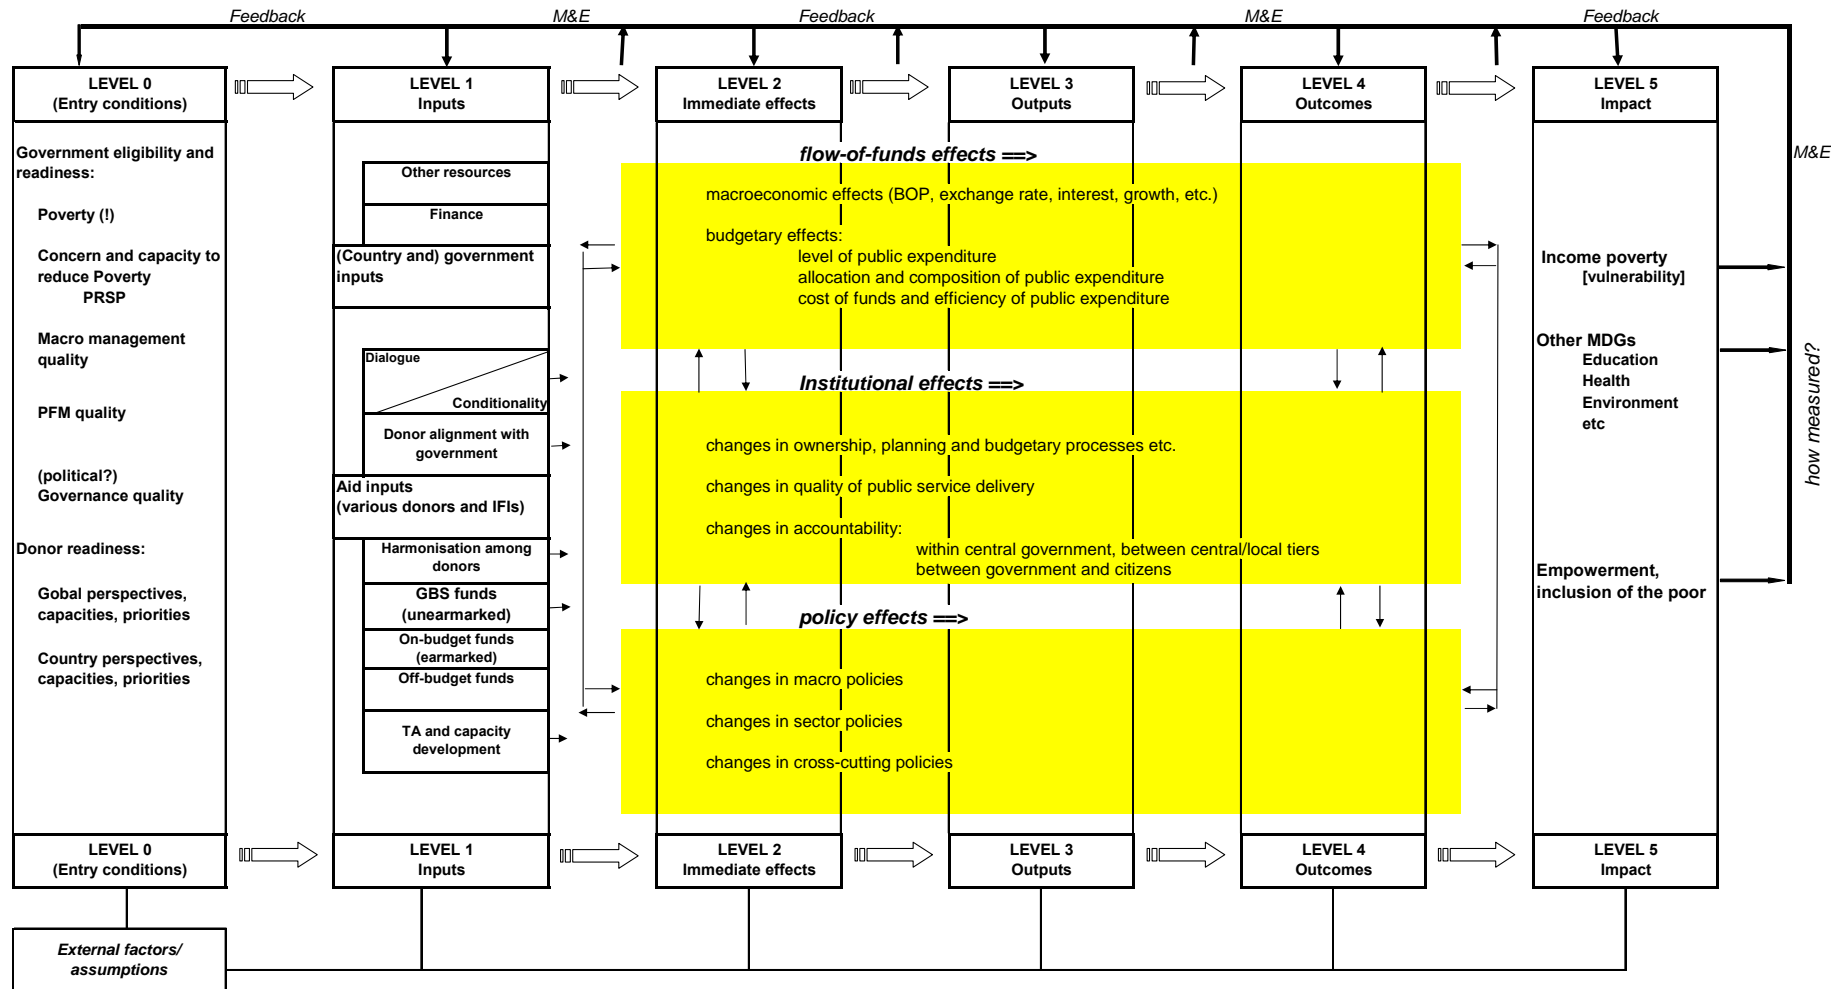 Feedback
M&E
Feedback
M&E
Feedback
LEVEL 0
(Entry conditions)
LEVEL 1
Inputs
LEVEL 2
Immediate effects
LEVEL 3
Outputs
LEVEL 4
Outcomes
LEVEL 5
Impact
Government eligibility and
readiness:
Poverty (!)
Concern and capacity to
reduce Poverty
PRSP
Macro management
quality
PFM quality
(political?)
Governance quality
Donor readiness:
Gobal perspectives,
capacities, priorities
Country perspectives,
capacities, priorities
Other resources
Finance
(Country and) government
inputs
Dialogue
Conditionality
Donor alignment with
government
Aid inputs
(various donors and IFIs)
Harmonisation among
donors
GBS funds
(unearmarked)
On-budget funds
(earmarked)
Off-budget funds
TA and capacity
development
flow-of-funds effects ==>
macroeconomic effects (BOP, exchange rate, interest, growth, etc.)
budgetary effects:
level of public expenditure
allocation and composition of public expenditure
cost of funds and efficiency of public expenditure
Institutional effects ==>
changes in ownership, planning and budgetary processes etc.
changes in quality of public service delivery
changes in accountability:
within central government, between central/local tiers
between government and citizens
policy effects ==>
changes in macro policies
changes in sector policies
changes in cross-cutting policies
Income poverty
[vulnerability]
Other MDGs
Education
Health
Environment
etc
Empowerment,
inclusion of the poor
M&E
how measured?
LEVEL 0
(Entry conditions)
LEVEL 1
Inputs
LEVEL 2
Immediate effects
LEVEL 3
Outputs
LEVEL 4
Outcomes
LEVEL 5
Impact
External factors/
assumptions